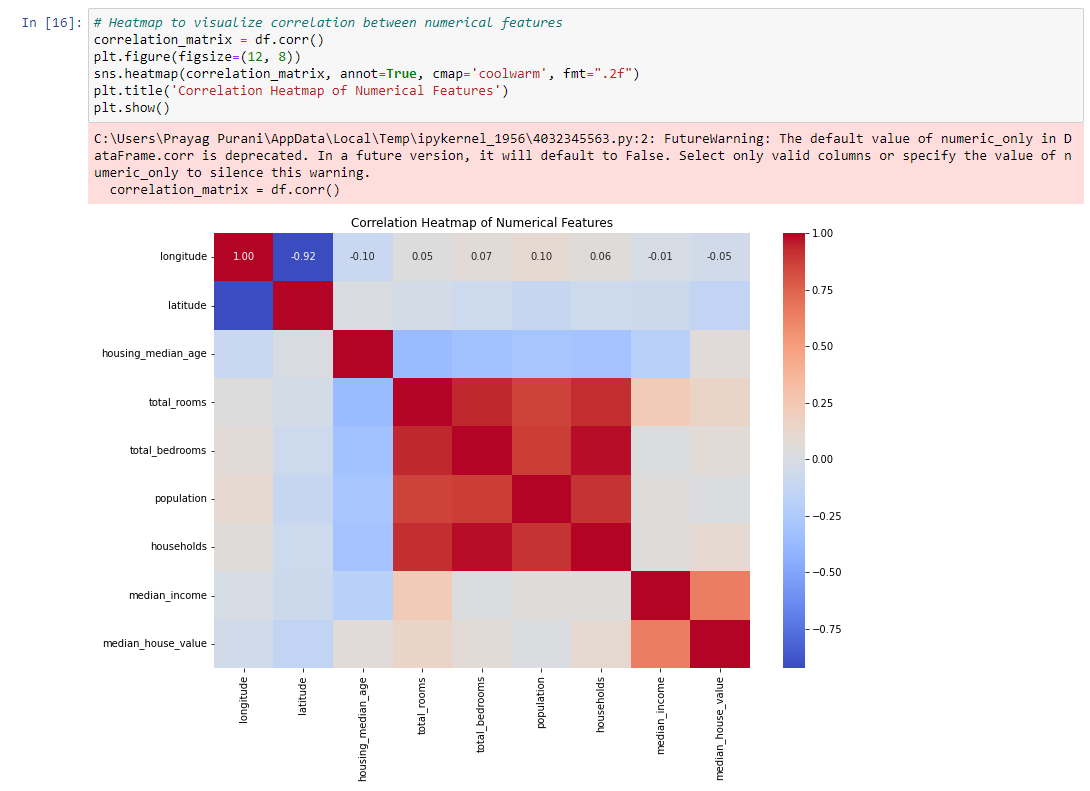 In [16]:
# Heatmap to visualize correlation between numerical features
correlation_matrix = df.corr()
plt.figure(figsize=(12, 8))
sns.heatmap(correlation_matrix, annot=True, cmap='coolwarm', fmt=".2f")
plt.title('Correlation Heatmap of Numerical Features')
plt.show()
C:\Users\Prayag Purani\AppData\Local\Temp\ipykernel_1956\4032345563.py:2: FutureWarning: The default value of numeric_only in D
ataFrame.corr is deprecated. In a future version, it will default to False. Select only valid columns or specify the value of n
umeric_only to silence this warning.
  correlation_matrix = df.corr()
Correlation Heatmap of Numerical Features
longitude 1.00 -0.92 -0.10 0.05 0.07 0.10 0.06 -0.01 -0.05
latitude
housing_median_age
total_rooms
total_bedrooms
population
households
median_income
median_house_value
longitude
latitude
housing_median_age
total_rooms
total_bedrooms
population
households
median_income
median_house_value
1.00
0.75
0.50
0.25
0.00
−0.25
−0.50
−0.75